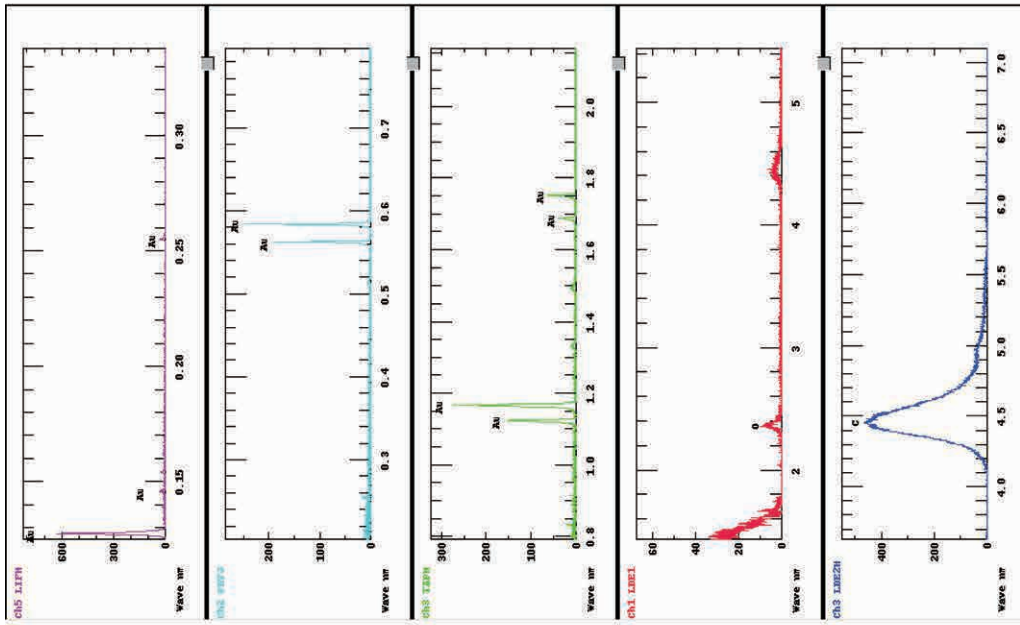 Ch5 LIFH
600
300
0
Au
Au
Au
0.15
0.20
0.25
0.30
Wave nm
Ch2
200
100
0
Au
Au
0.3
0.4
0.5
0.6
0.7
Wave nm
Ch3
300
200
100
0
Au
Au
Au
Au
0.8
1.0
1.2
1.4
1.6
1.8
2.0
Wave nm
Ch1 LDE1
60
40
20
0
O
2
3
4
5
Wave nm
Ch3 LDE2H
400
200
0
C
4.0
4.5
5.0
5.5
6.0
6.5
7.0
Wave nm